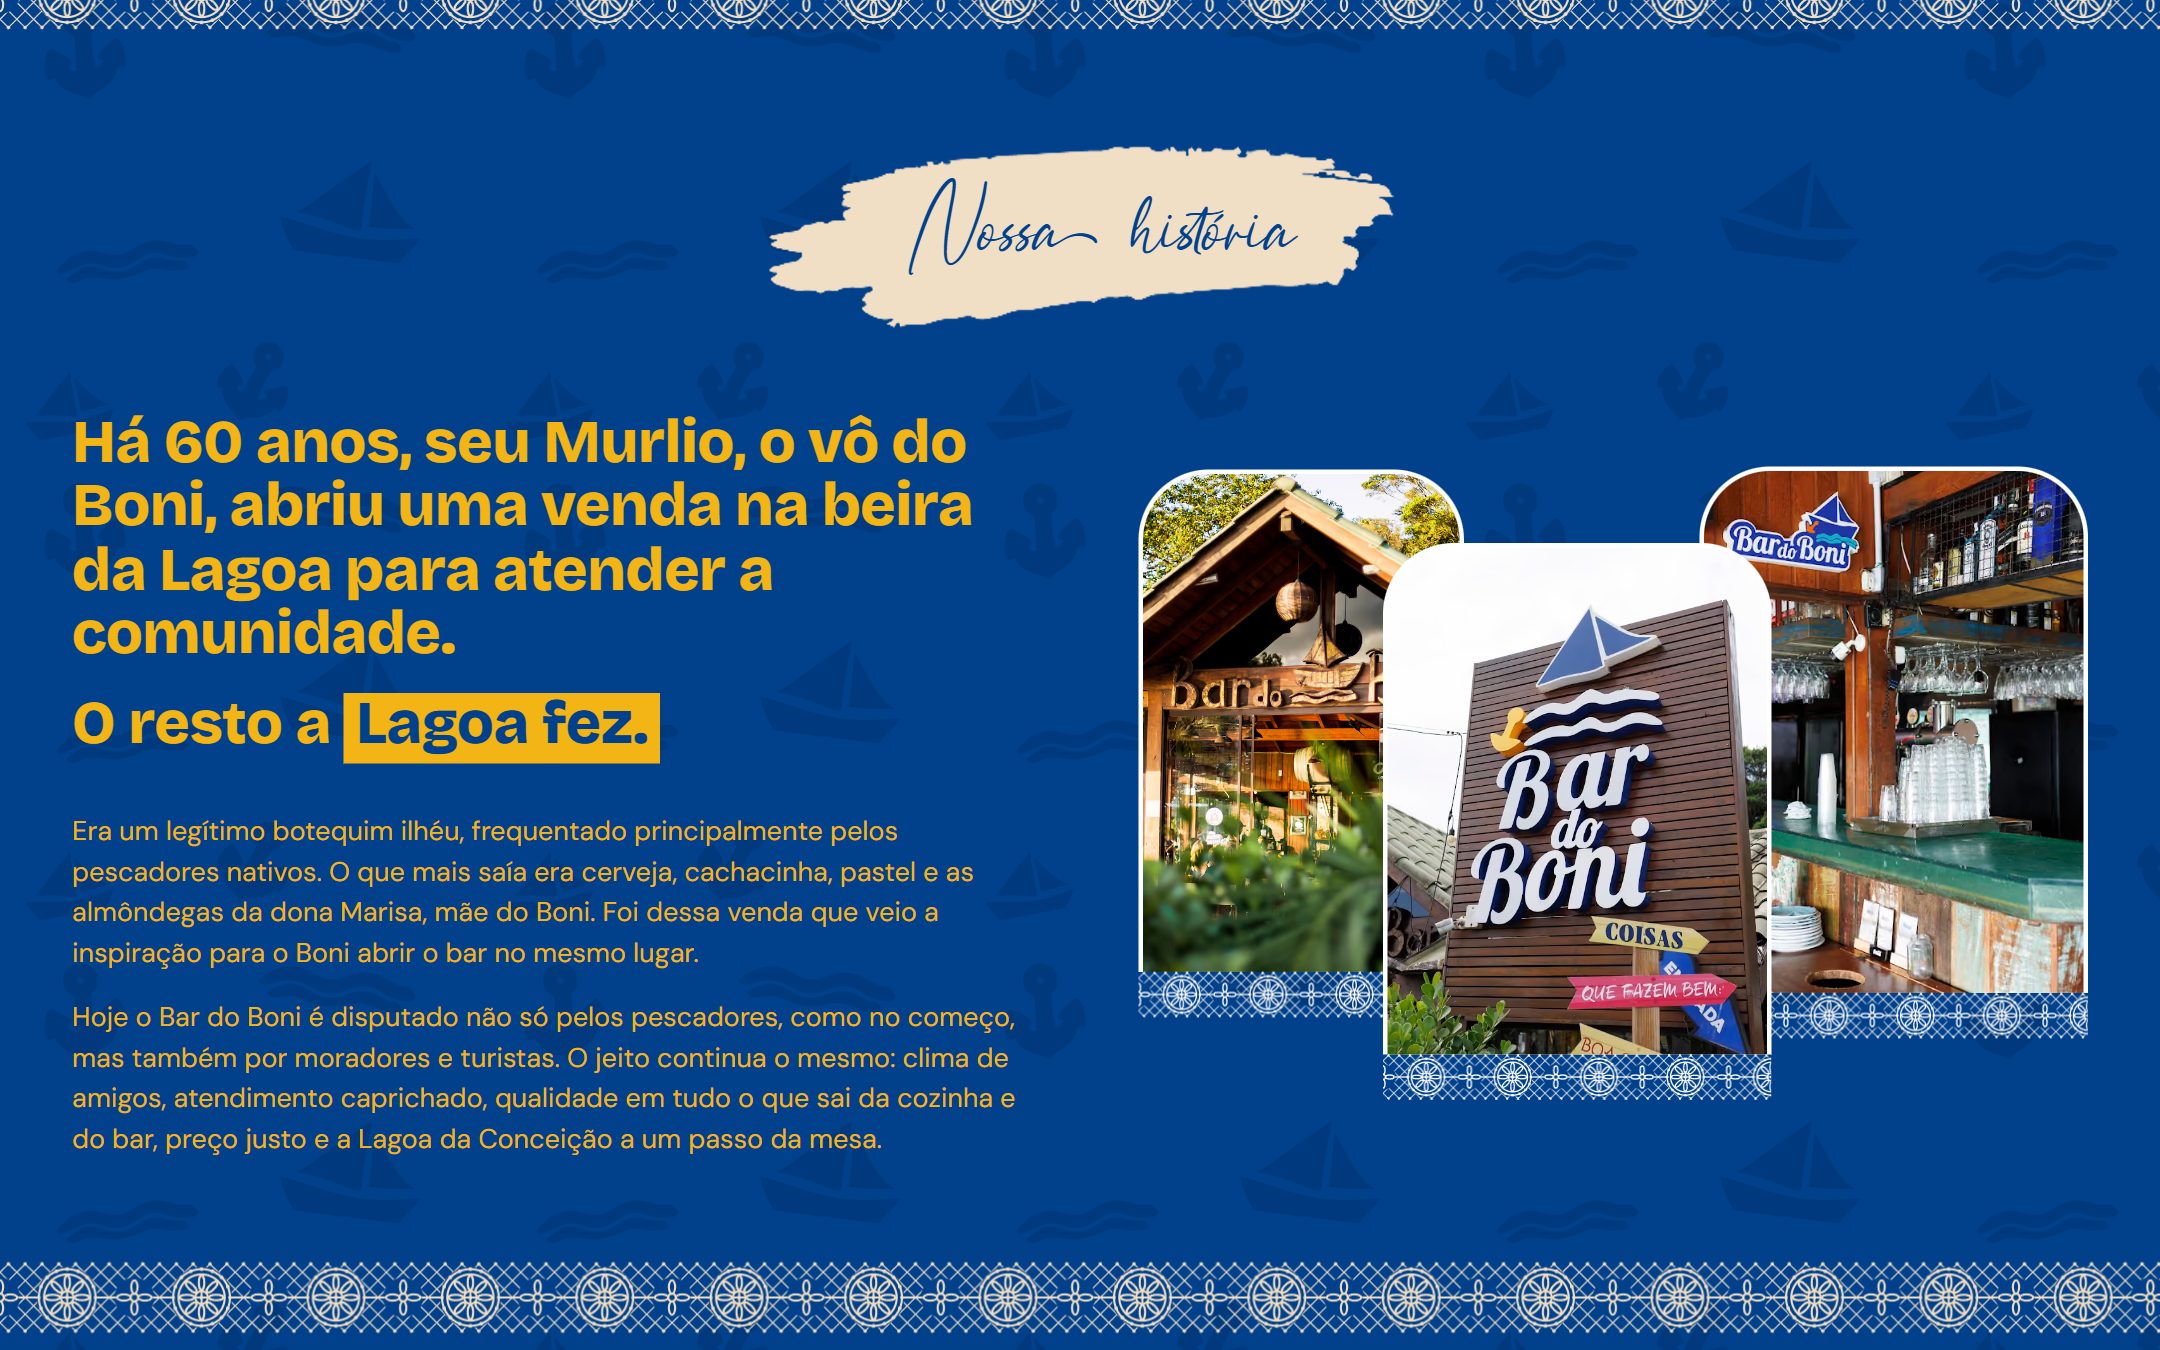 Nossa história
Há 60 anos, seu Murlio, o vô do
Boni, abriu uma venda na beira
da Lagoa para atender a
comunidade.
O resto a Lagoa fez.
Era um legítimo botequim ilhéu, frequentado principalmente pelos
pescadores nativos. O que mais saía era cerveja, cachacinha, pastel e as
almôndegas da dona Marisa, mãe do Boni. Foi dessa venda que veio a
inspiração para o Boni abrir o bar no mesmo lugar.
Hoje o Bar do Boni é disputado não só pelos pescadores, como no começo,
mas também por moradores e turistas. O jeito continua o mesmo: clima de
amigos, atendimento caprichado, qualidade em tudo o que sai da cozinha e
do bar, preço justo e a Lagoa da Conceição a um passo da mesa.
Bar do
Bar
do
Boni
COISAS
QUE FAZEM BEM:
BOA
Bar do Boni